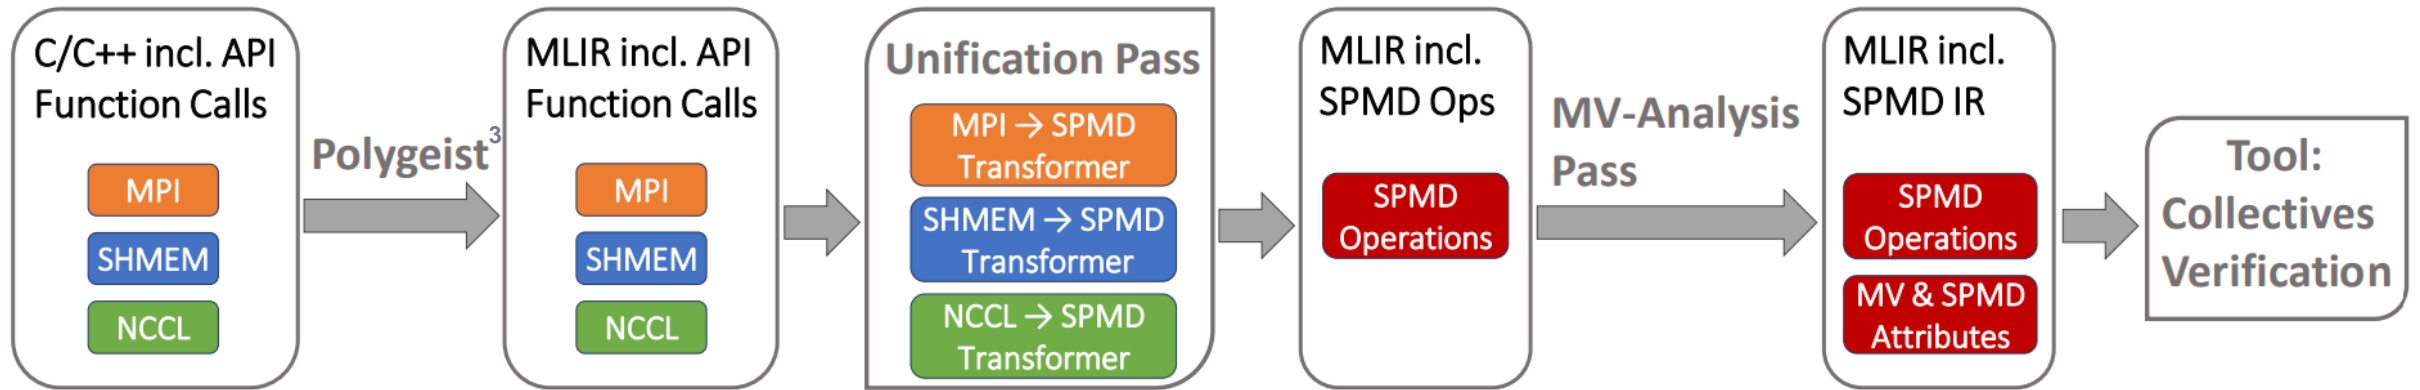 C/C++ incl. API
Function Calls
MPI
SHMEM
NCCL
Polygeist³
MLIR incl. API
Function Calls
MPI
SHMEM
NCCL
Unification Pass
MPI → SPMD
Transformer
SHMEM → SPMD
Transformer
NCCL → SPMD
Transformer
MLIR incl.
SPMD Ops
SPMD
Operations
MV-Analysis
Pass
MLIR incl.
SPMD IR
SPMD
Operations
MV & SPMD
Attributes
Tool:
Collectives
Verification